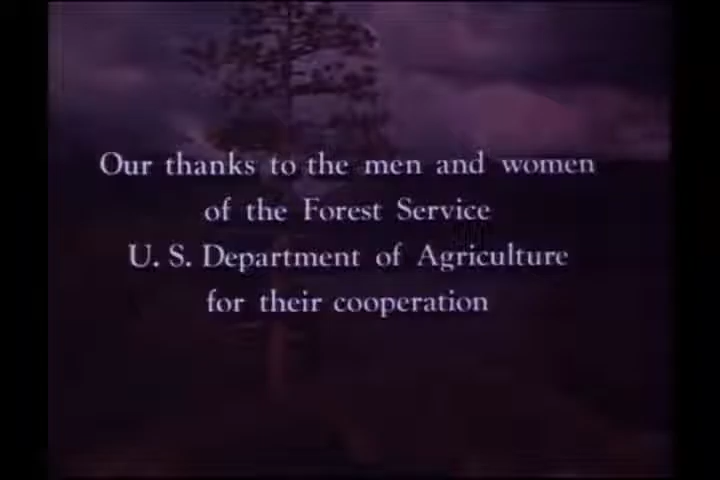 Our thanks to the men and women
of the Forest Service
U. S. Department of Agriculture
for their cooperation